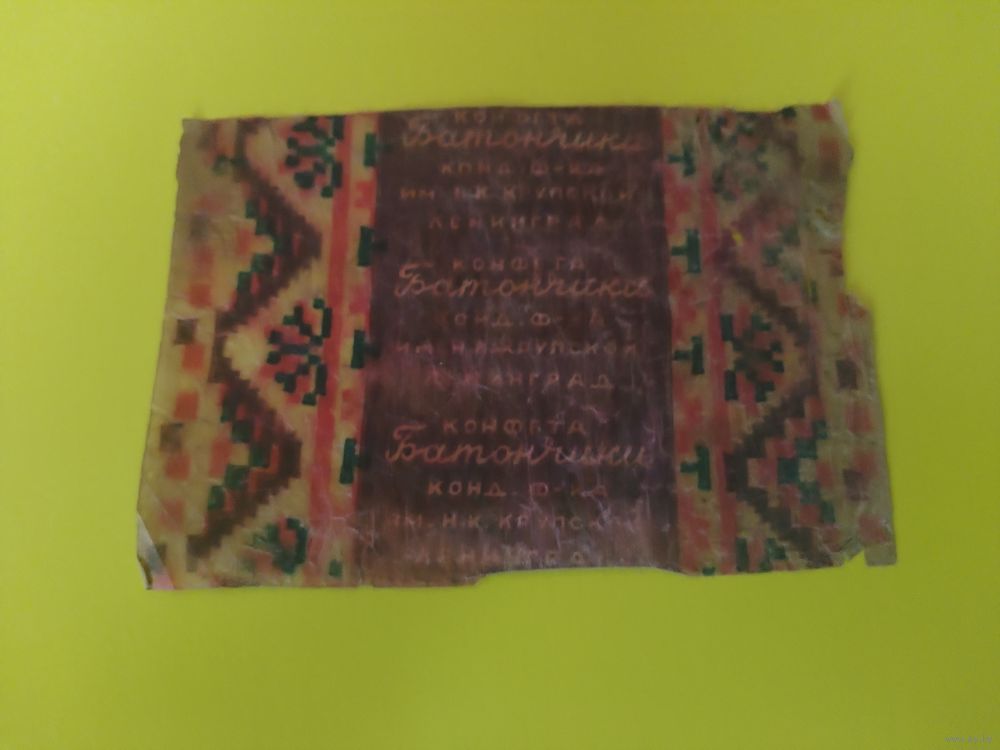 КОНФЕТА
Батончики
КОНД. Ф-КА
ИМ. Н.К. КРУПСКОЙ
ЛЕНИНГРАД
КОНФЕТА
Батончики
КОНД. Ф-КА
ИМ. Н.К. КРУПСКОЙ
ЛЕНИНГРАД
КОНФЕТА
Батончики
КОНД. Ф-КА
ИМ. Н.К. КРУПСКОЙ
ЛЕНИНГРАД